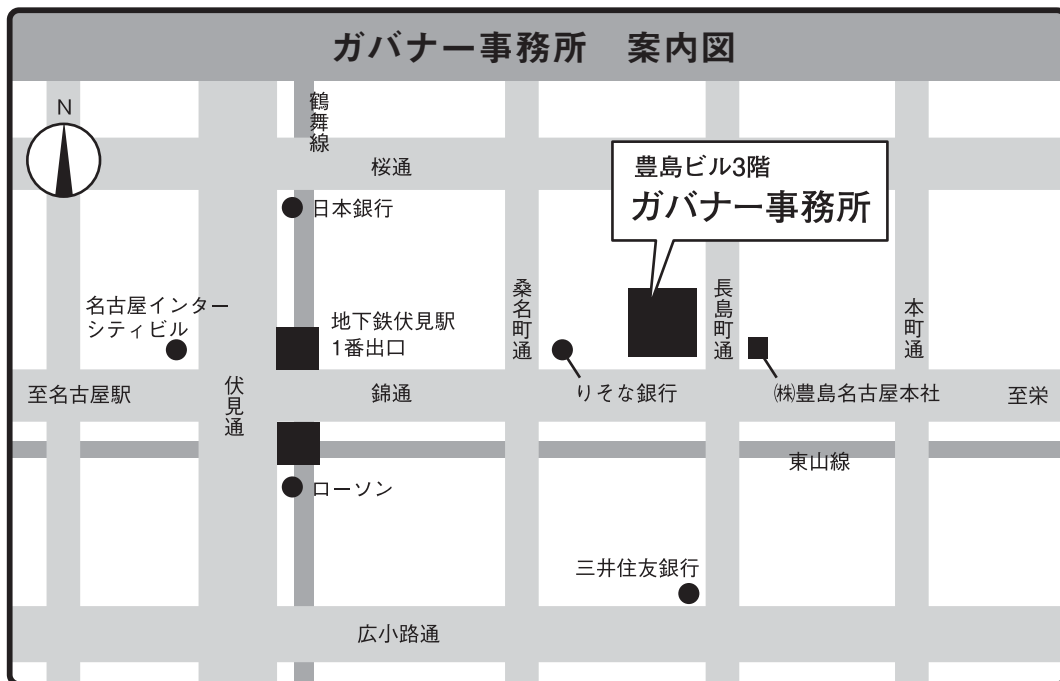 ガバナー事務所　案内図
N
鶴舞線
桜通
豊島ビル3階
ガバナー事務所
日本銀行
名古屋インター
シティビル
地下鉄伏見駅
1番出口
桑名町通
長島町通
本町通
至名古屋駅
伏見通
錦通
りそな銀行
㈱豊島名古屋本社
至栄
東山線
ローソン
三井住友銀行
広小路通